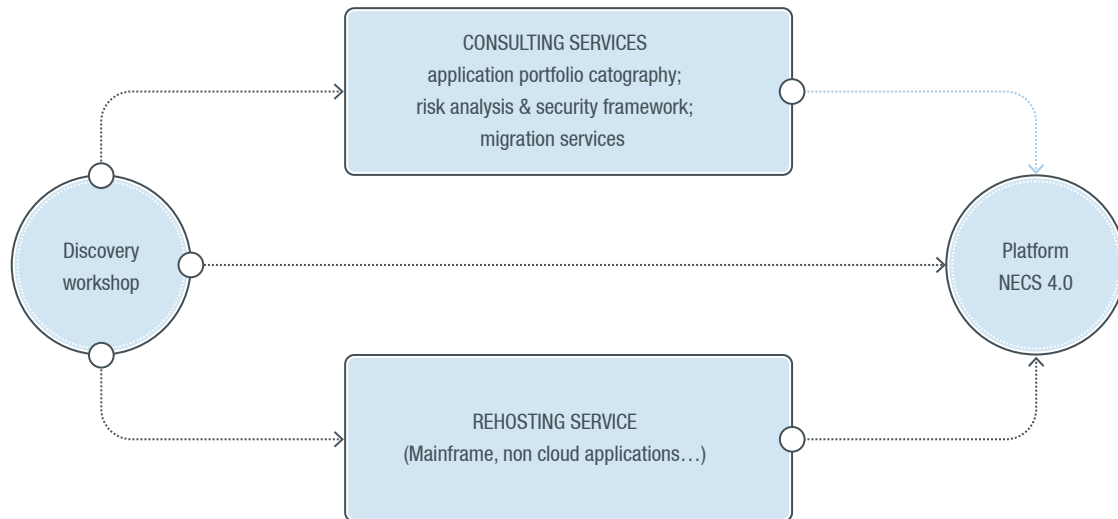 CONSULTING SERVICES
application portfolio catography;
risk analysis & security framework;
migration services
Discovery
workshop
Platform
NECS 4.0
REHOSTING SERVICE
(Mainframe, non cloud applications…)